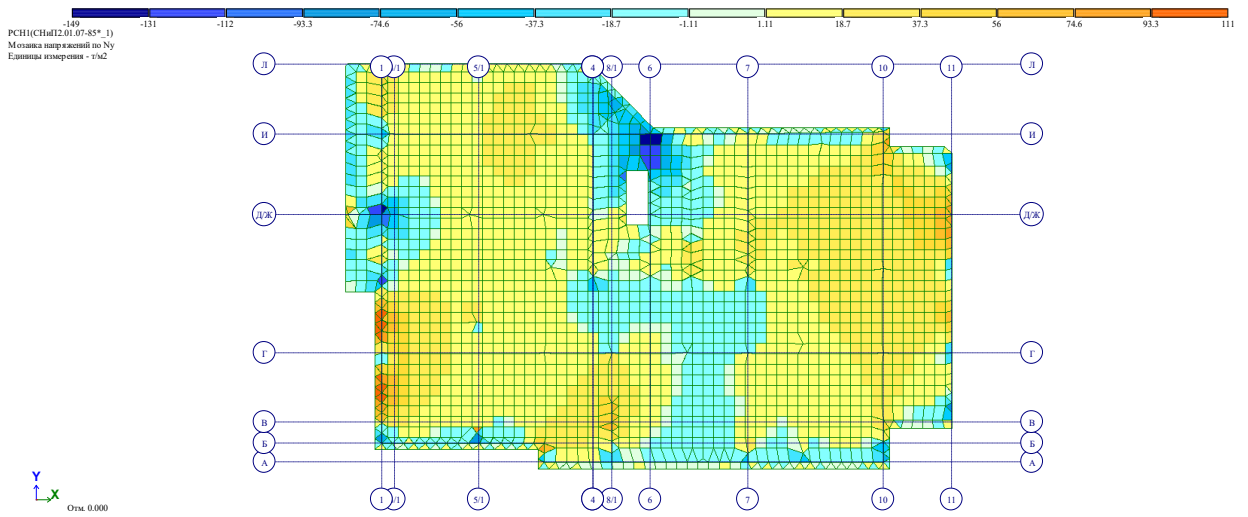 -149 -131 -112 -93.3 -74.6 -56 -37.3 -18.7 -1.11 1.11 18.7 37.3 56 74.6 93.3 111
РСН1(СНиП2.01.07-85*_1)
Мозаика напряжений по Ny
Единицы измерения - т/м2
Л 1 /1 5/1 4 8/1 6 7 10 11 Л
И И
Д/Ж Д/Ж
Г Г
В В
Б Б
А А
Y
X
1 /1 5/1 4 8/1 6 7 10 11
Отм. 0.000